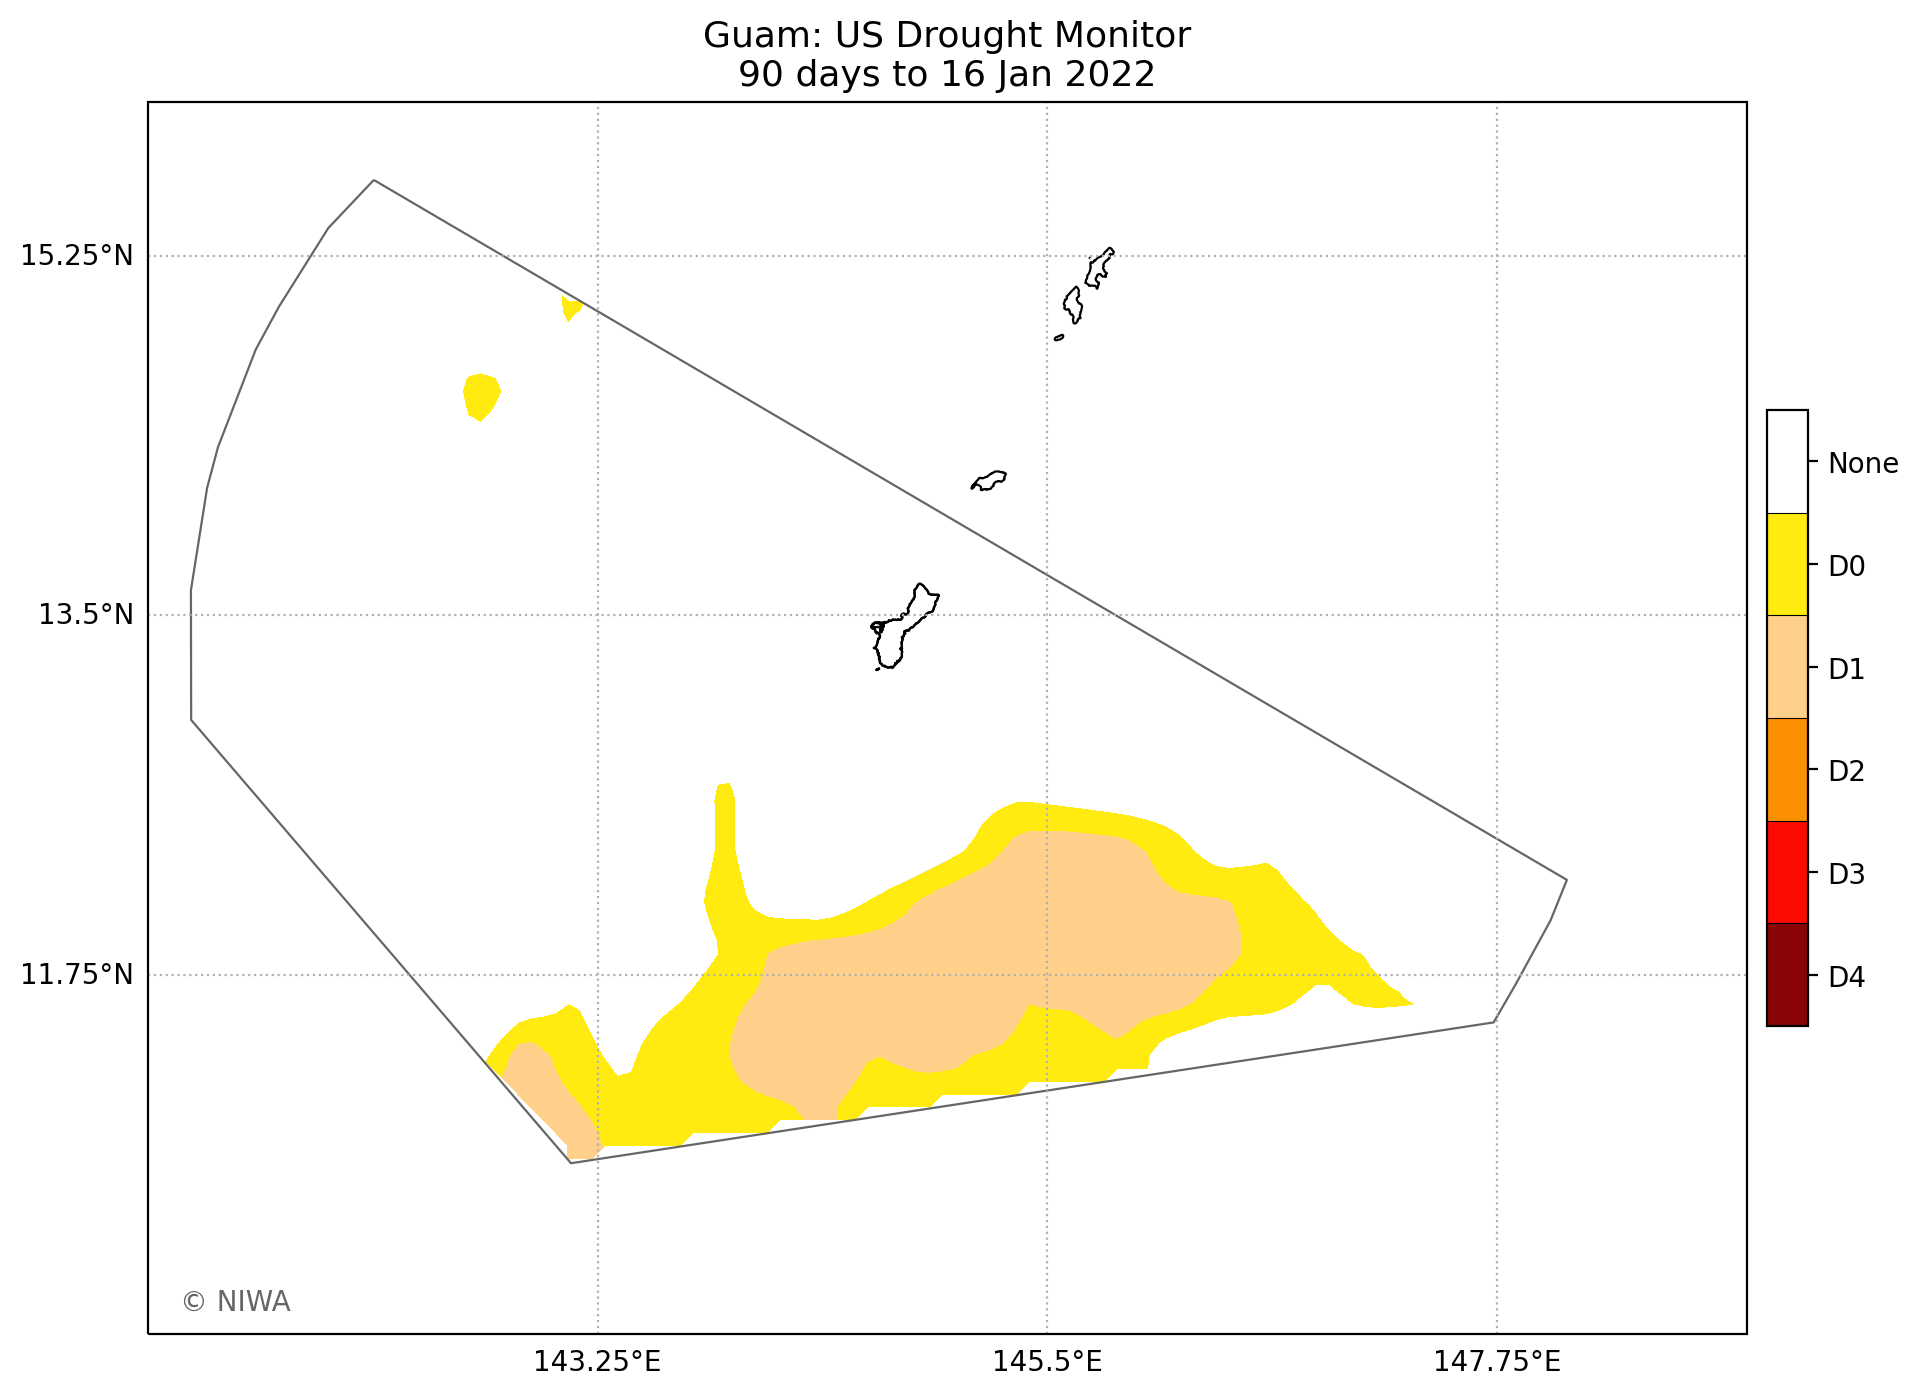 Guam: US Drought Monitor
90 days to 16 Jan 2022
15.25°N
13.5°N
11.75°N
143.25°E
145.5°E
147.75°E
None
D0
D1
D2
D3
D4
© NIWA